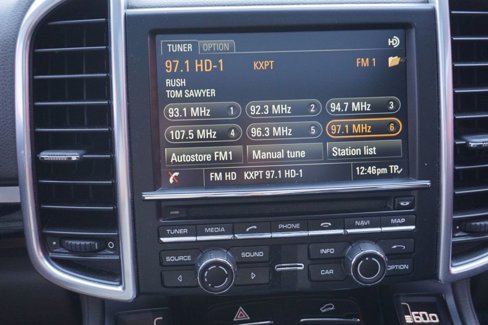 TUNER OPTION
97.1 HD-1 KXPT FM 1
RUSH
TOM SAWYER
93.1 MHz 1 92.3 MHz 2 94.7 MHz 3
107.5 MHz 4 96.3 MHz 5 97.1 MHz 6
Autostore FM1 Manual tune Station list
FM HD KXPT 97.1 HD-1 12:46pm TP
TUNER MEDIA PHONE NAVI MAP
SOURCE SOUND INFO
CAR OPTION
60.0